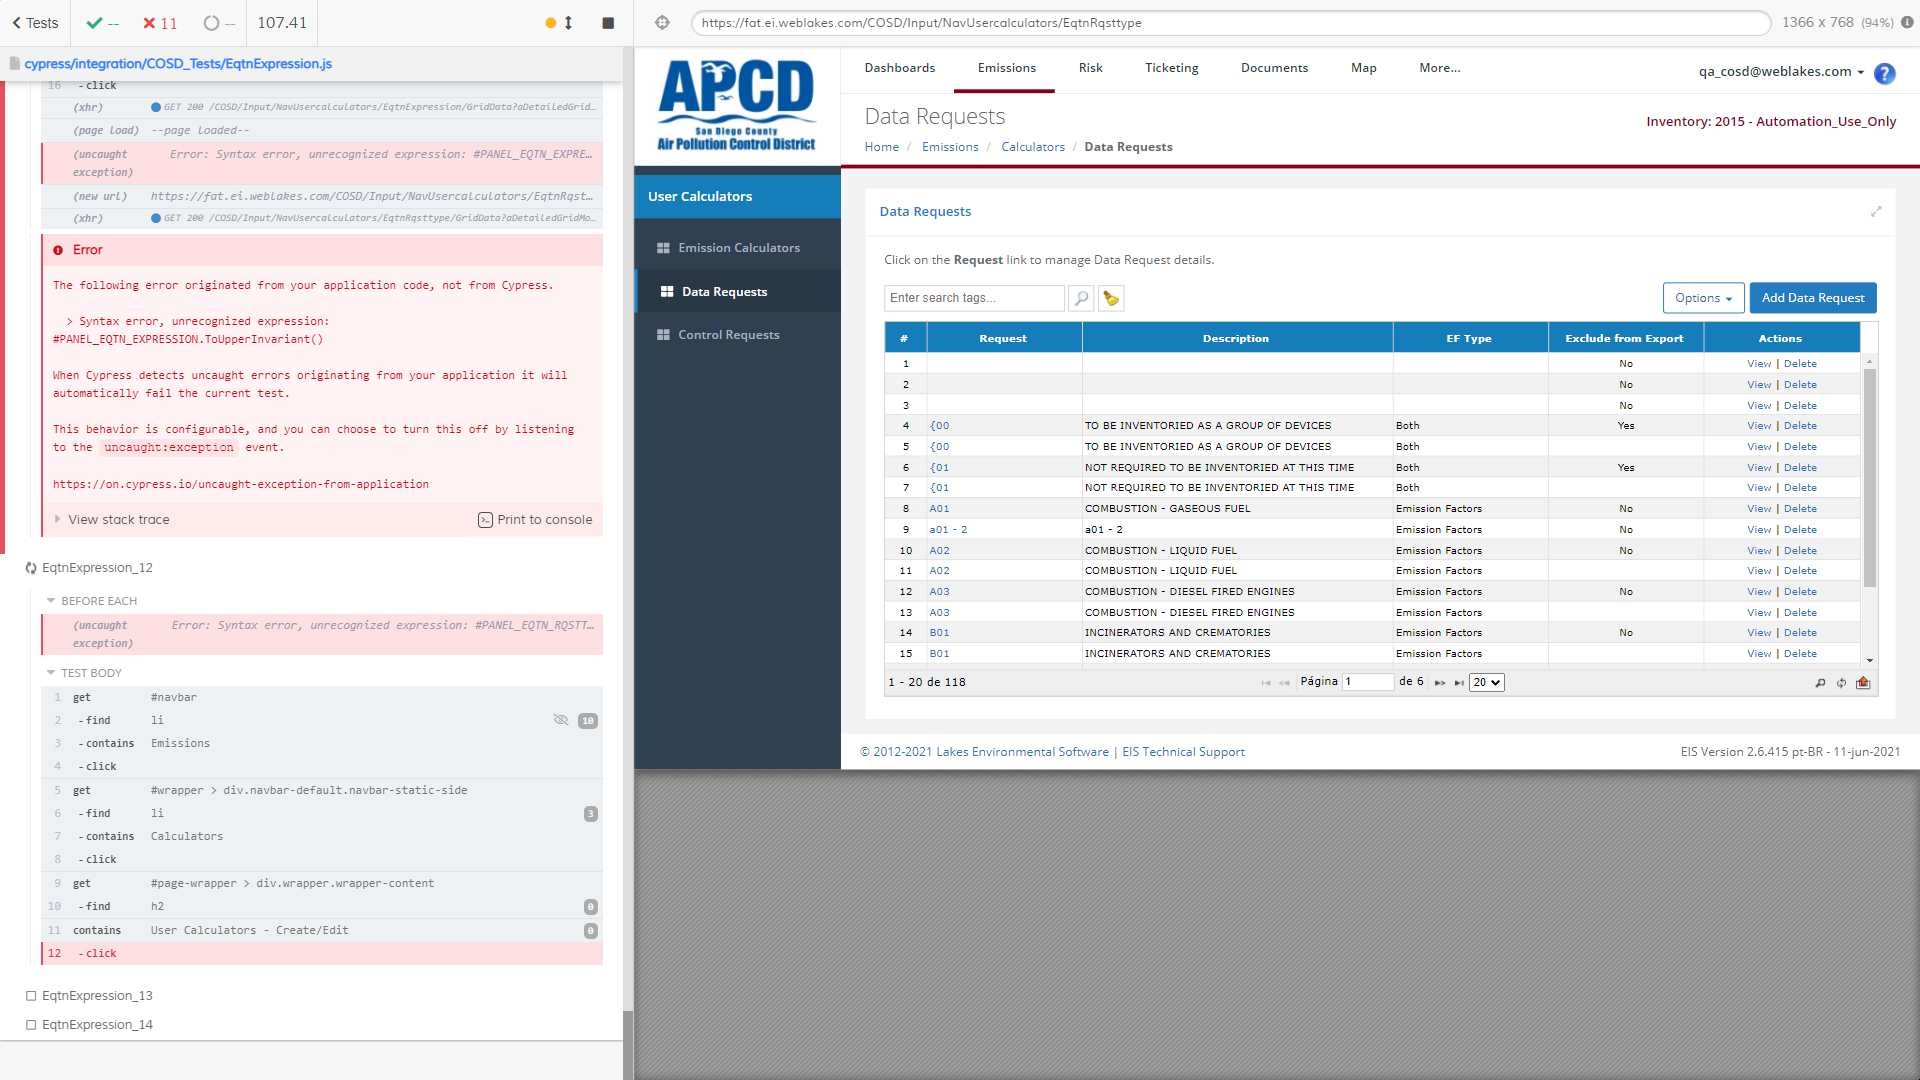 Tests
--
11
--
107.41
cypress/integration/COSD_Tests/EqtnExpression.js
16 -click
(xhr) GET 200 /COSD/Input/NavUsercalculators/EqtnExpression/GridData?aDetailedGrid…
(page load) --page loaded--
(uncaught exception) Error: Syntax error, unrecognized expression: #PANEL_EQTN_EXPRE…
(new url) https://fat.ei.weblakes.com/COSD/Input/NavUsercalculators/EqtnRqst…
(xhr) GET 200 /COSD/Input/NavUsercalculators/EqtnRqsttype/GridData?aDetailedGridMo…
Error
The following error originated from your application code, not from Cypress.
> Syntax error, unrecognized expression:
#PANEL_EQTN_EXPRESSION.ToUpperInvariant()
When Cypress detects uncaught errors originating from your application it will
automatically fail the current test.
This behavior is configurable, and you can choose to turn this off by listening
to the uncaught:exception event.
https://on.cypress.io/uncaught-exception-from-application
View stack trace
Print to console
EqtnExpression_12
BEFORE EACH
(uncaught exception) Error: Syntax error, unrecognized expression: #PANEL_EQTN_RQSTT…
TEST BODY
1 get #navbar
2 -find li 10
3 -contains Emissions
4 -click
5 get #wrapper > div.navbar-default.navbar-static-side
6 -find li 3
7 -contains Calculators
8 -click
9 get #page-wrapper > div.wrapper.wrapper-content
10 -find h2 0
11 contains User Calculators - Create/Edit 0
12 -click
EqtnExpression_13
EqtnExpression_14
https://fat.ei.weblakes.com/COSD/Input/NavUsercalculators/EqtnRqsttype
1366 x 768 (94%)
APCD
San Diego County
Air Pollution Control District
Dashboards Emissions Risk Ticketing Documents Map More...
qa_cosd@weblakes.com ?
Data Requests
Inventory: 2015 - Automation_Use_Only
Home / Emissions / Calculators / Data Requests
User Calculators
Emission Calculators
Data Requests
Control Requests
Data Requests
Click on the Request link to manage Data Request details.
Enter search tags...
Options
Add Data Request
# Request Description EF Type Exclude from Export Actions
1 No View | Delete
2 No View | Delete
3 No View | Delete
4 {00 TO BE INVENTORIED AS A GROUP OF DEVICES Both Yes View | Delete
5 {00 TO BE INVENTORIED AS A GROUP OF DEVICES Both View | Delete
6 {01 NOT REQUIRED TO BE INVENTORIED AT THIS TIME Both Yes View | Delete
7 {01 NOT REQUIRED TO BE INVENTORIED AT THIS TIME Both View | Delete
8 A01 COMBUSTION - GASEOUS FUEL Emission Factors No View | Delete
9 a01 - 2 a01 - 2 Emission Factors No View | Delete
10 A02 COMBUSTION - LIQUID FUEL Emission Factors No View | Delete
11 A02 COMBUSTION - LIQUID FUEL Emission Factors View | Delete
12 A03 COMBUSTION - DIESEL FIRED ENGINES Emission Factors No View | Delete
13 A03 COMBUSTION - DIESEL FIRED ENGINES Emission Factors View | Delete
14 B01 INCINERATORS AND CREMATORIES Emission Factors No View | Delete
15 B01 INCINERATORS AND CREMATORIES Emission Factors View | Delete
1 - 20 de 118
Página 1 de 6
20
© 2012-2021 Lakes Environmental Software | EIS Technical Support
EIS Version 2.6.415 pt-BR - 11-jun-2021